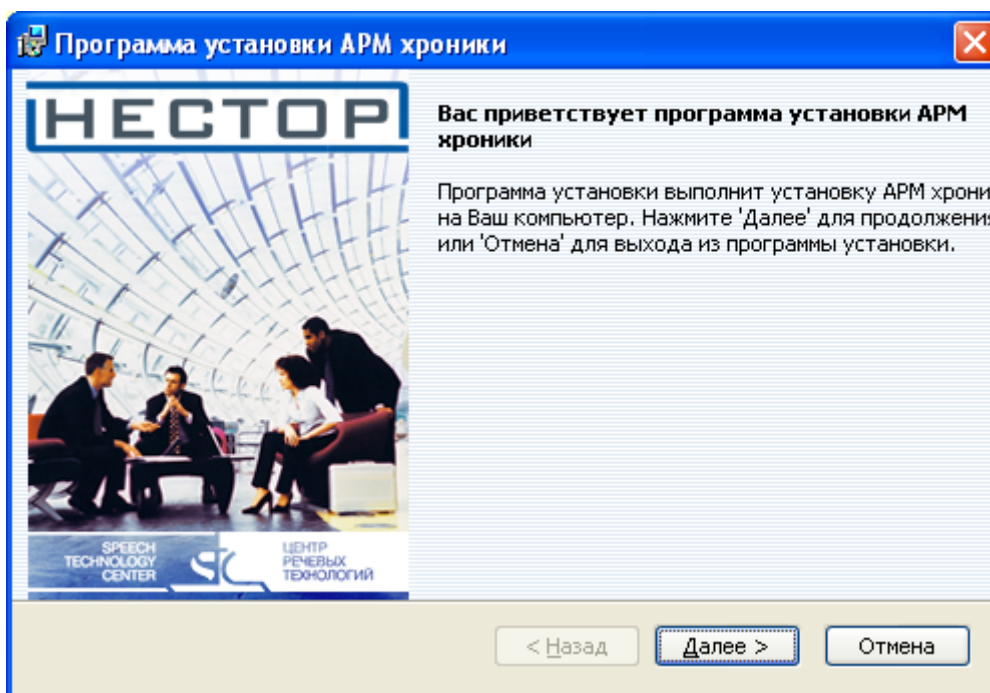 Программа установки АРМ хроники
НЕСТОР
Вас приветствует программа установки АРМ
хроники
Программа установки выполнит установку АРМ хрони
на Ваш компьютер. Нажмите 'Далее' для продолжения
или 'Отмена' для выхода из программы установки.
SPEECH
TECHNOLOGY
CENTER
ЦЕНТР
РЕЧЕВЫХ
ТЕХНОЛОГИЙ
< Назад
Далее >
Отмена